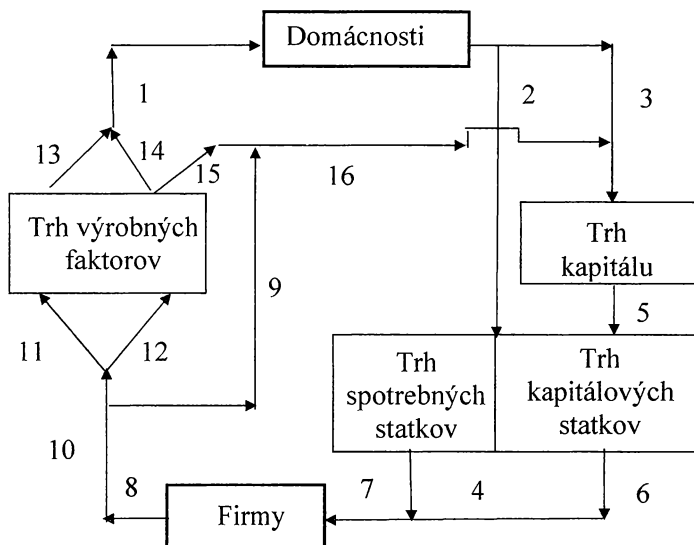 Domácnosti
1
2
3
13
14
15
16
Trh výrobných
faktorov
Trh
kapitálu
9
5
11
12
Trh
spotrebných
statkov
Trh
kapitálových
statkov
10
8
7
4
6
Firmy